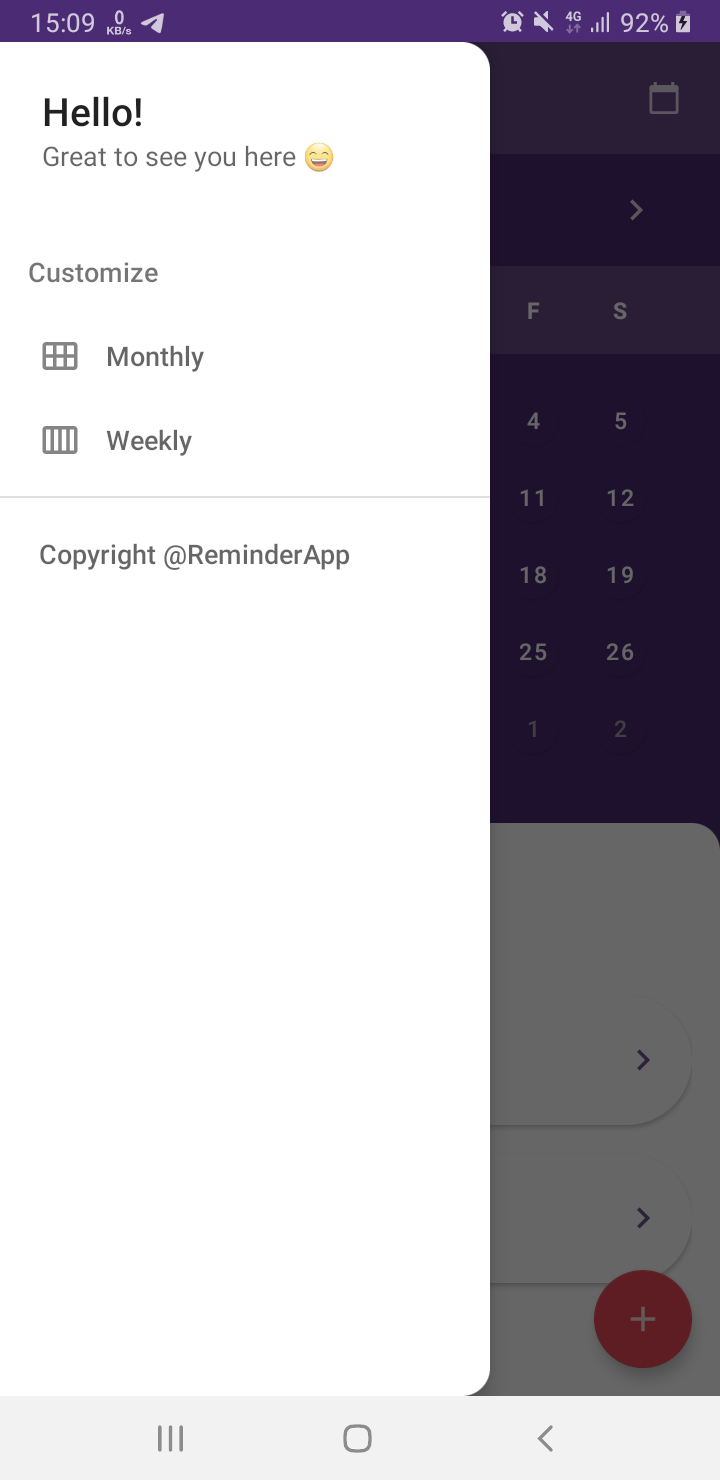 15:09 0 KB/s 4G 92%
Hello!
Great to see you here 😄
Customize
F S
Monthly
Weekly
4 5
11 12
Copyright @ReminderApp
18 19
25 26
1 2